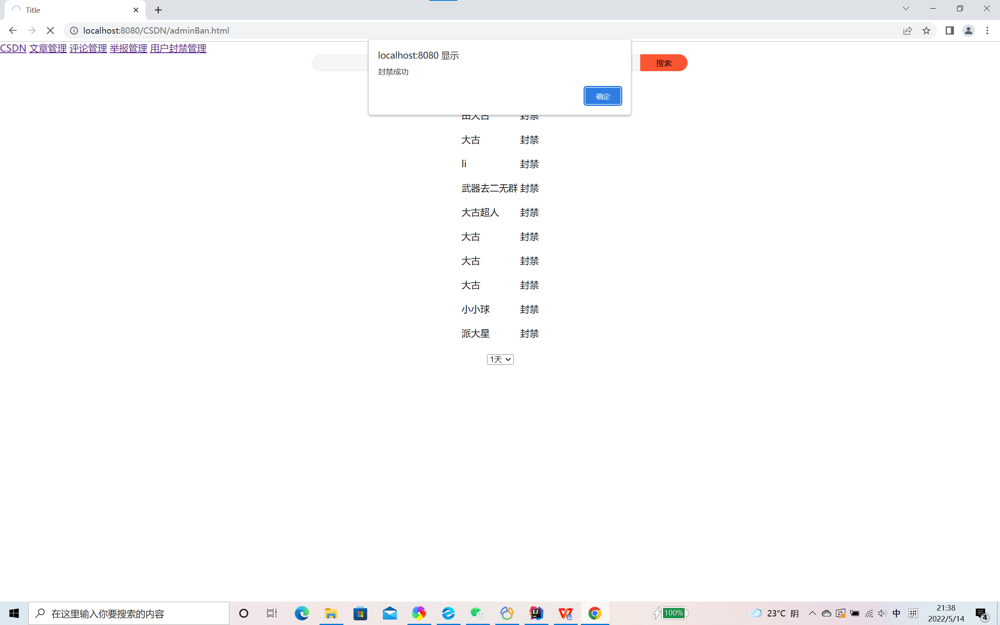 Title
localhost:8080/CSDN/adminBan.html
CSDN 文章管理 评论管理 举报管理 用户封禁管理
localhost:8080 显示
封禁成功
确定
搜索
田大古 封禁
大古 封禁
li 封禁
武器去二无群 封禁
大古超人 封禁
大古 封禁
大古 封禁
大古 封禁
小小球 封禁
派大星 封禁
1天
在这里输入你要搜索的内容
100%
23°C 阴
中
拼
21:38
2022/5/14
4